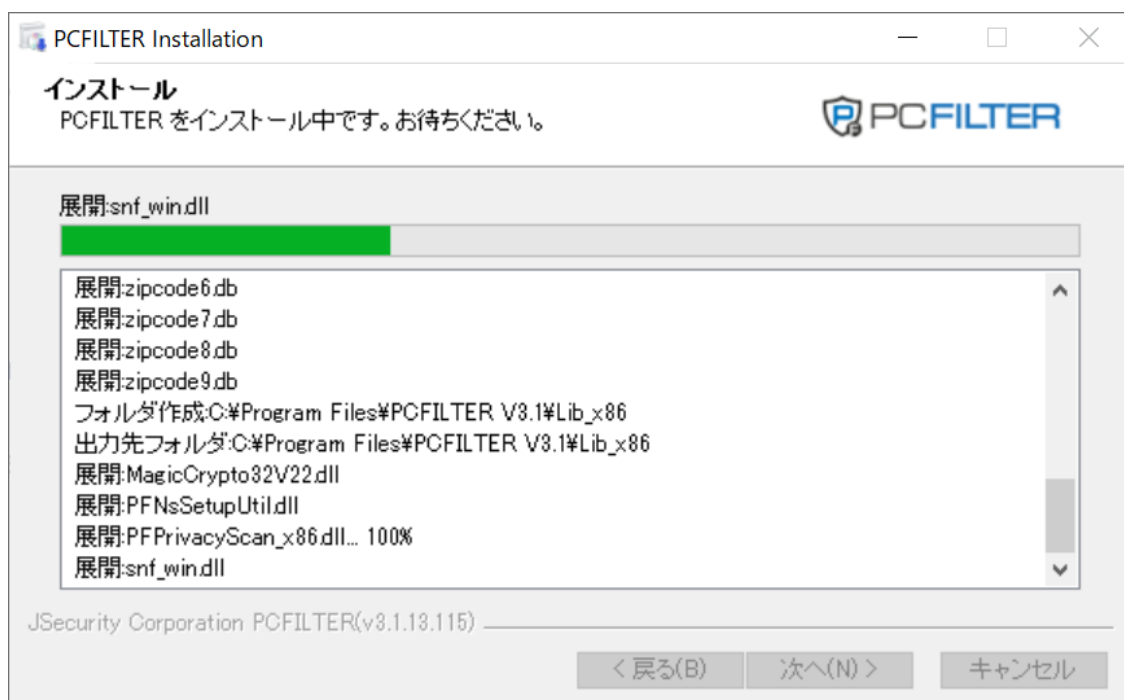 PCFILTER Installation
インストール
PCFILTER をインストール中です。お待ちください。
PCFILTER
展開:snf_win.dll
展開:zipcode6.db
展開:zipcode7.db
展開:zipcode8.db
展開:zipcode9.db
フォルダ作成:C:¥Program Files¥PCFILTER V3.1¥Lib_x86
出力先フォルダ:C:¥Program Files¥PCFILTER V3.1¥Lib_x86
展開:MagicCrypto32V22.dll
展開:PFNsSetupUtil.dll
展開:PFPrivacyScan_x86.dll... 100%
展開:snf_win.dll
JSecurity Corporation PCFILTER(v3.1.13.115)
< 戻る(B)
次へ(N) >
キャンセル